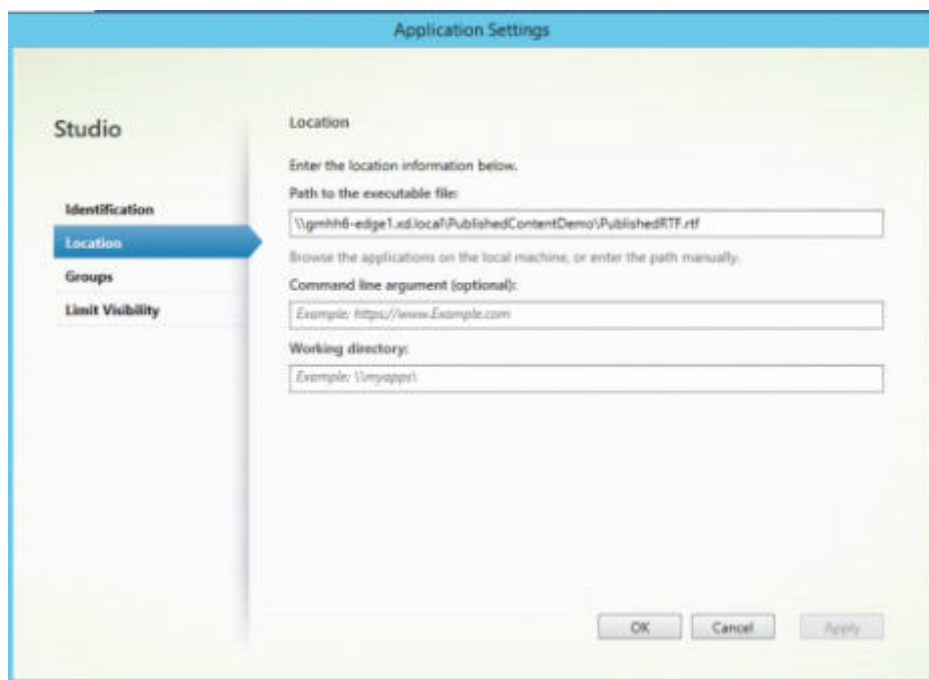 Application Settings
Studio
Identification
Location
Groups
Limit Visibility
Location
Enter the location information below.
Path to the executable file:
\\gmhh6-edge1.xd.local\PublishedContentDemo\PublishedRTF.rtf
Browse the applications on the local machine, or enter the path manually.
Command line argument (optional):
Example: https://www.Example.com
Working directory:
Example: \\myapps\
OK
Cancel
Apply